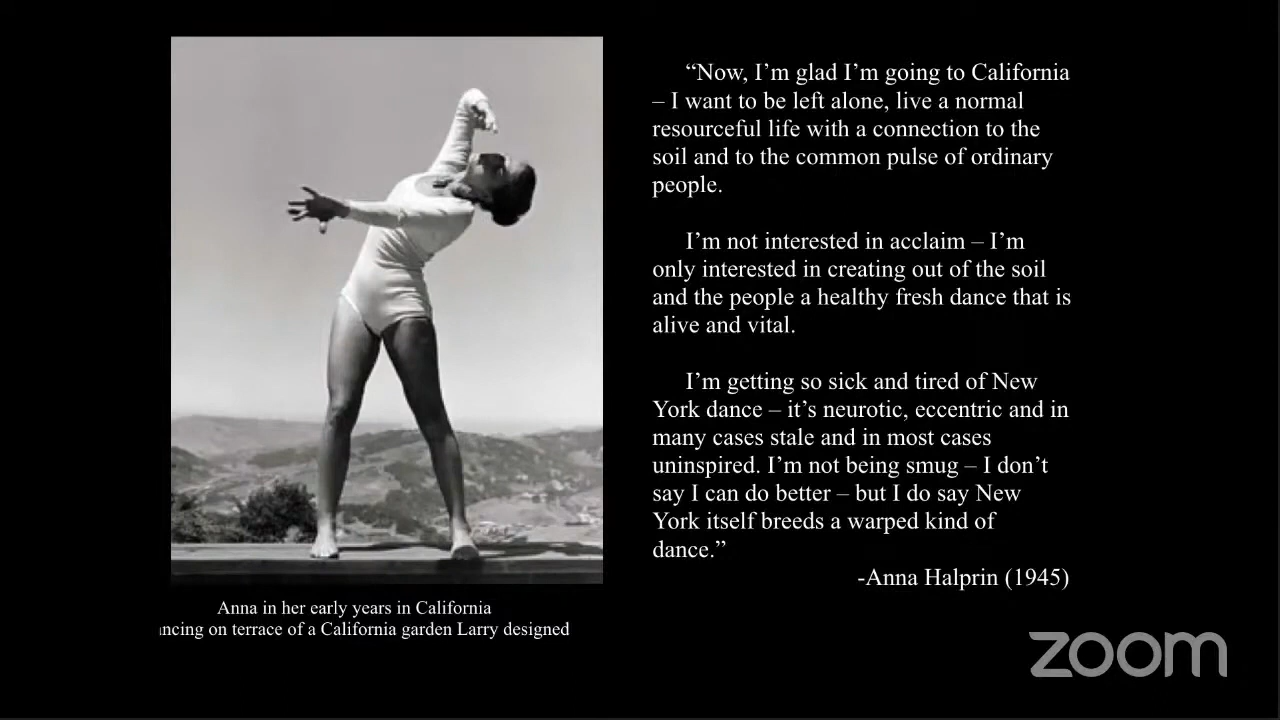 “Now, I’m glad I’m going to California
– I want to be left alone, live a normal
resourceful life with a connection to the
soil and to the common pulse of ordinary
people.
I’m not interested in acclaim – I’m
only interested in creating out of the soil
and the people a healthy fresh dance that is
alive and vital.
I’m getting so sick and tired of New
York dance – it’s neurotic, eccentric and in
many cases stale and in most cases
uninspired. I’m not being smug – I don’t
say I can do better – but I do say New
York itself breeds a warped kind of
dance.”
-Anna Halprin (1945)
Anna in her early years in California
ncing on terrace of a California garden Larry designed
zoom